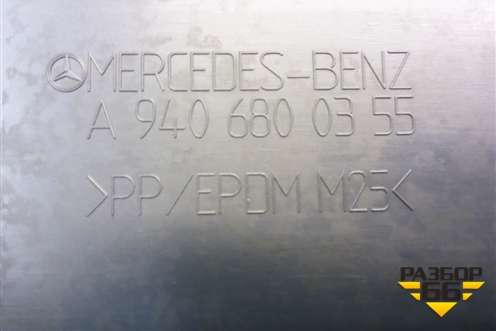 MERCEDES-BENZ
A 940 680 03 55
>PP/EPDM M25<
РАЗБОР
66